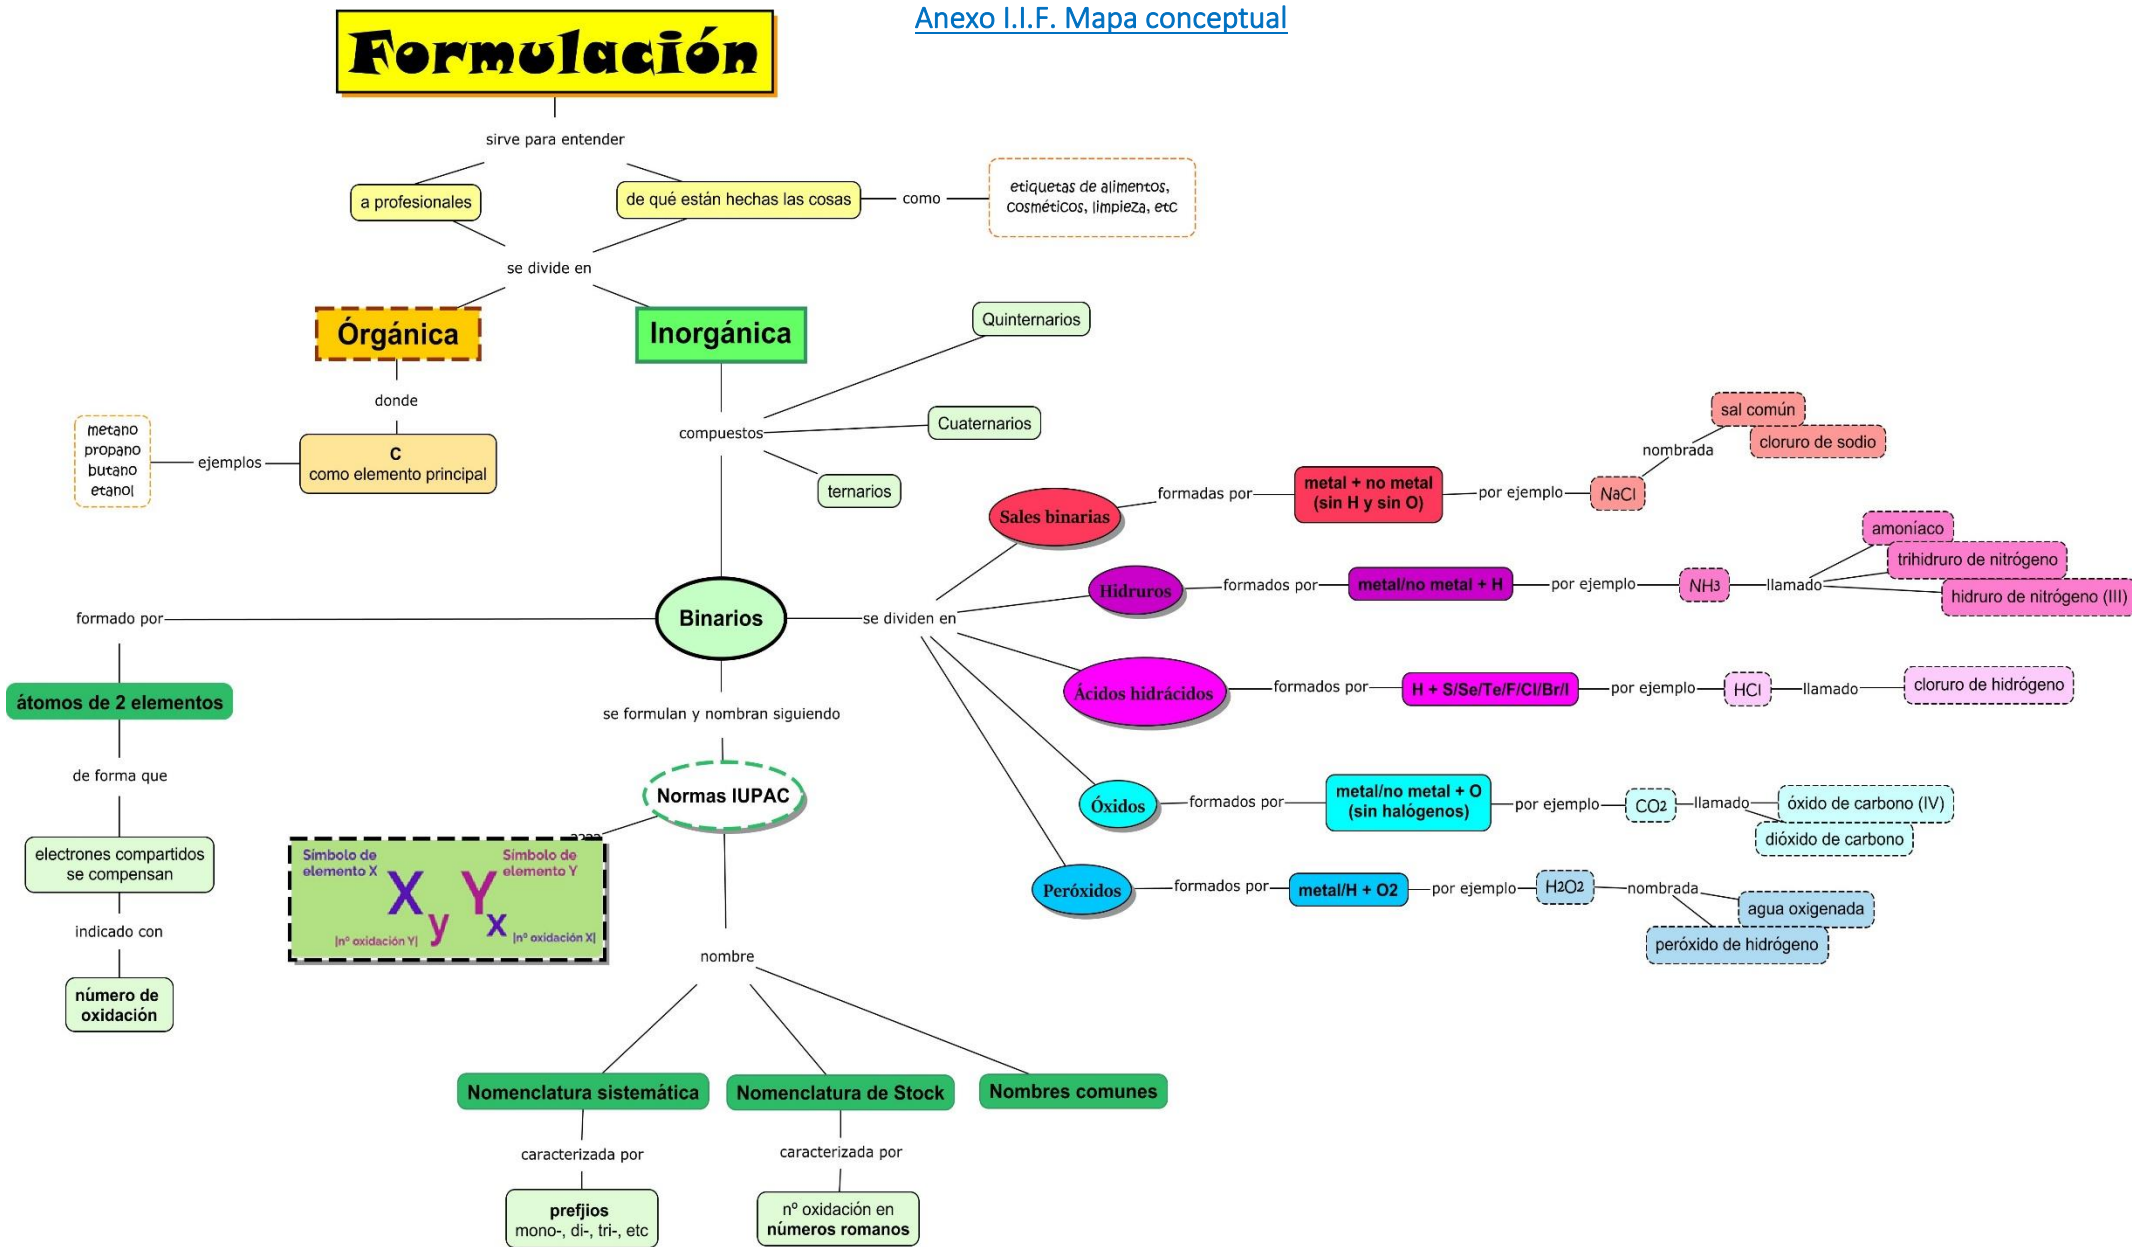 Anexo I.I.F. Mapa conceptual
Formulación
sirve para entender
a profesionales
de qué están hechas las cosas
como
etiquetas de alimentos,
cosméticos, limpieza, etc
se divide en
Órgánica
Inorgánica
donde
C
como elemento principal
ejemplos
metano
propano
butano
etanol
compuestos
Quinternarios
Cuaternarios
ternarios
Binarios
formado por
átomos de 2 elementos
de forma que
electrones compartidos
se compensan
indicado con
número de
oxidación
se formulan y nombran siguiendo
Normas IUPAC
????
Símbolo de
elemento X
Símbolo de
elemento Y
X y Y x
|nº oxidación Y|
|nº oxidación X|
nombre
Nomenclatura sistemática
Nomenclatura de Stock
Nombres comunes
caracterizada por
caracterizada por
prefjios
mono-, di-, tri-, etc
nº oxidación en
números romanos
se dividen en
Sales binarias
formadas por
metal + no metal
(sin H y sin O)
por ejemplo
NaCl
nombrada
sal común
cloruro de sodio
Hidruros
formados por
metal/no metal + H
por ejemplo
NH3
llamado
amoníaco
trihidruro de nitrógeno
hidruro de nitrógeno (III)
Ácidos hidrácidos
formados por
H + S/Se/Te/F/Cl/Br/I
por ejemplo
HCl
llamado
cloruro de hidrógeno
Óxidos
formados por
metal/no metal + O
(sin halógenos)
por ejemplo
CO2
llamado
óxido de carbono (IV)
dióxido de carbono
Peróxidos
formados por
metal/H + O2
por ejemplo
H2O2
nombrada
agua oxigenada
peróxido de hidrógeno